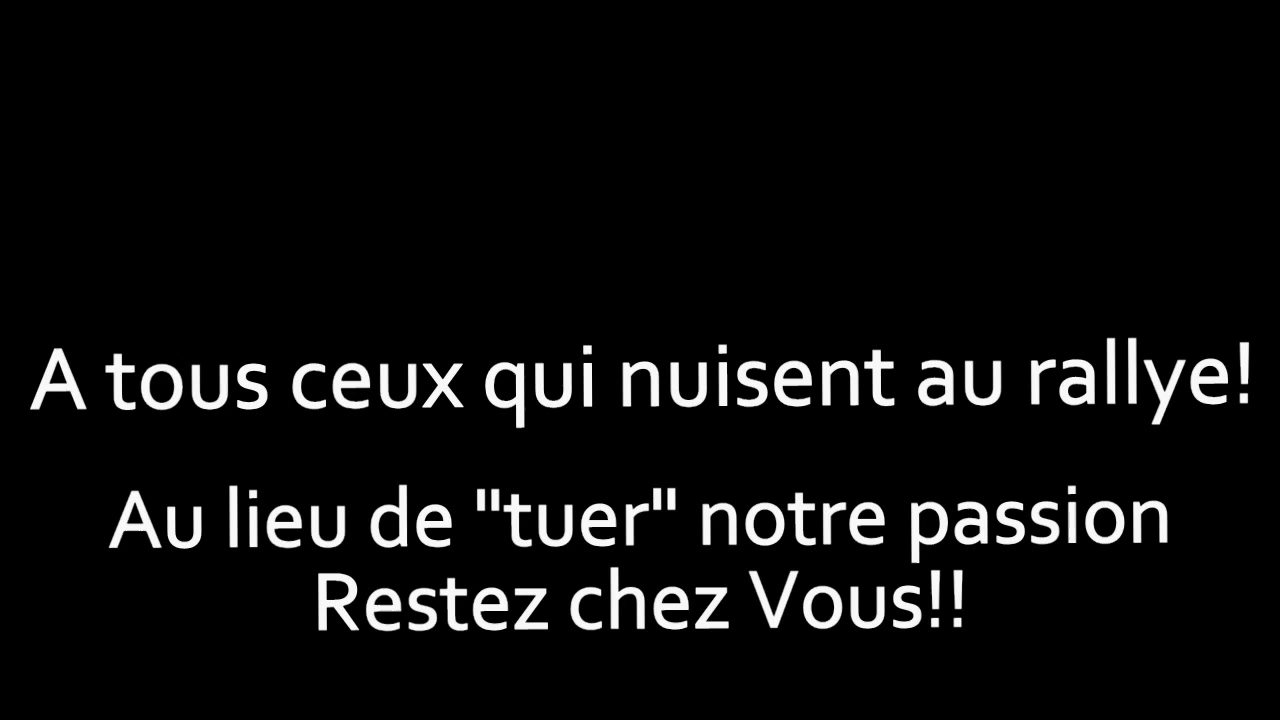 A tous ceux qui nuisent au rallye!
Au lieu de "tuer" notre passion
Restez chez Vous!!